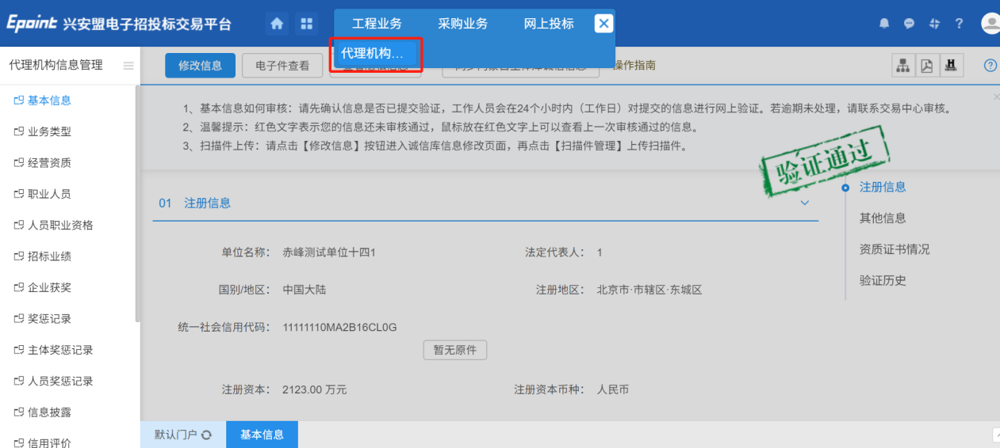 Epoint 兴安盟电子招投标交易平台
工程业务 采购业务 网上投标
代理机构...
代理机构信息管理
修改信息 电子件查看 操作指南
基本信息
业务类型
经营资质
职业人员
人员职业资格
招标业绩
企业获奖
奖惩记录
主体奖惩记录
人员奖惩记录
信息披露
信用评价
1、基本信息如何审核：请先确认信息是否已提交验证，工作人员会在24个小时内（工作日）对提交的信息进行网上验证。若逾期未处理，请联系交易中心审核。
2、温馨提示：红色文字表示您的信息还未审核通过，鼠标放在红色文字上可以查看上一次审核通过的信息。
3、扫描件上传：请点击【修改信息】按钮进入诚信库信息修改页面，再点击【扫描件管理】上传扫描件。
验证通过
01 注册信息
单位名称： 赤峰测试单位十四1 法定代表人： 1
国别/地区： 中国大陆 注册地区： 北京市·市辖区·东城区
统一社会信用代码： 11111110MA2B16CL0G
暂无原件
注册资本： 2123.00 万元 注册资本币种： 人民币
注册信息
其他信息
资质证书情况
验证历史
默认门户 基本信息